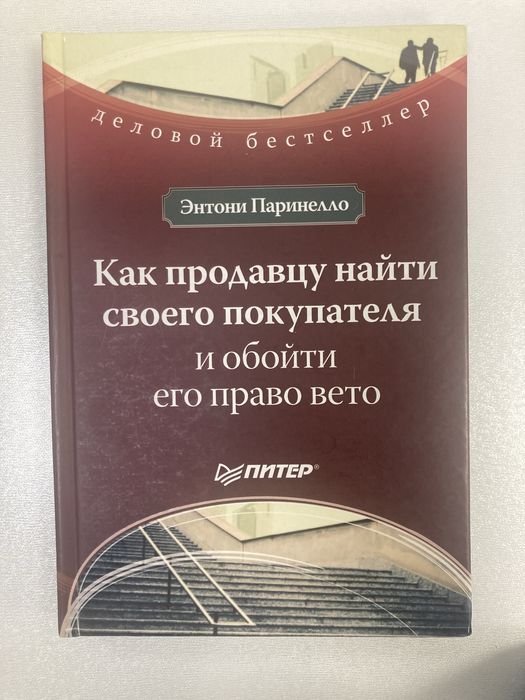 деловой бестселлер
Энтони Паринелло
Как продавцу найти
своего покупателя
и обойти
его право вето
ПИТЕР®